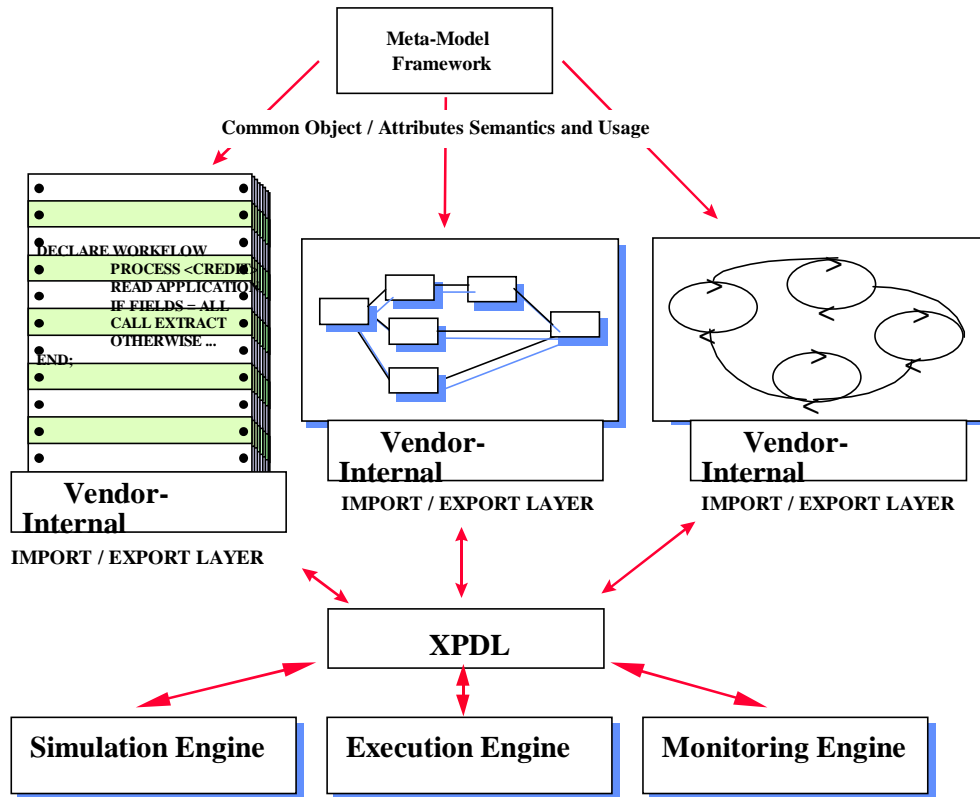 Meta-Model
Framework
Common Object / Attributes Semantics and Usage
DECLARE WORKFLOW
PROCESS <CREDIT>
READ APPLICATION
IF FIELDS = ALL
CALL EXTRACT
OTHERWISE ...
END;
Vendor-
Internal
IMPORT / EXPORT LAYER
Vendor-
Internal
IMPORT / EXPORT LAYER
Vendor-
Internal
IMPORT / EXPORT LAYER
XPDL
Simulation Engine
Execution Engine
Monitoring Engine